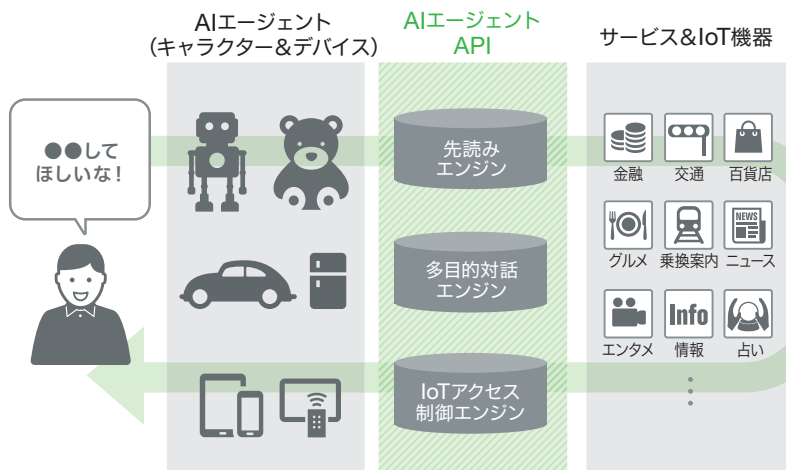 AIエージェント
(キャラクター&デバイス)
AIエージェント
API
サービス&IoT機器
●●して
ほしいな!
先読み
エンジン
多目的対話
エンジン
IoTアクセス
制御エンジン
金融
交通
百貨店
グルメ
乗換案内
NEWS
ニュース
エンタメ
Info
情報
占い